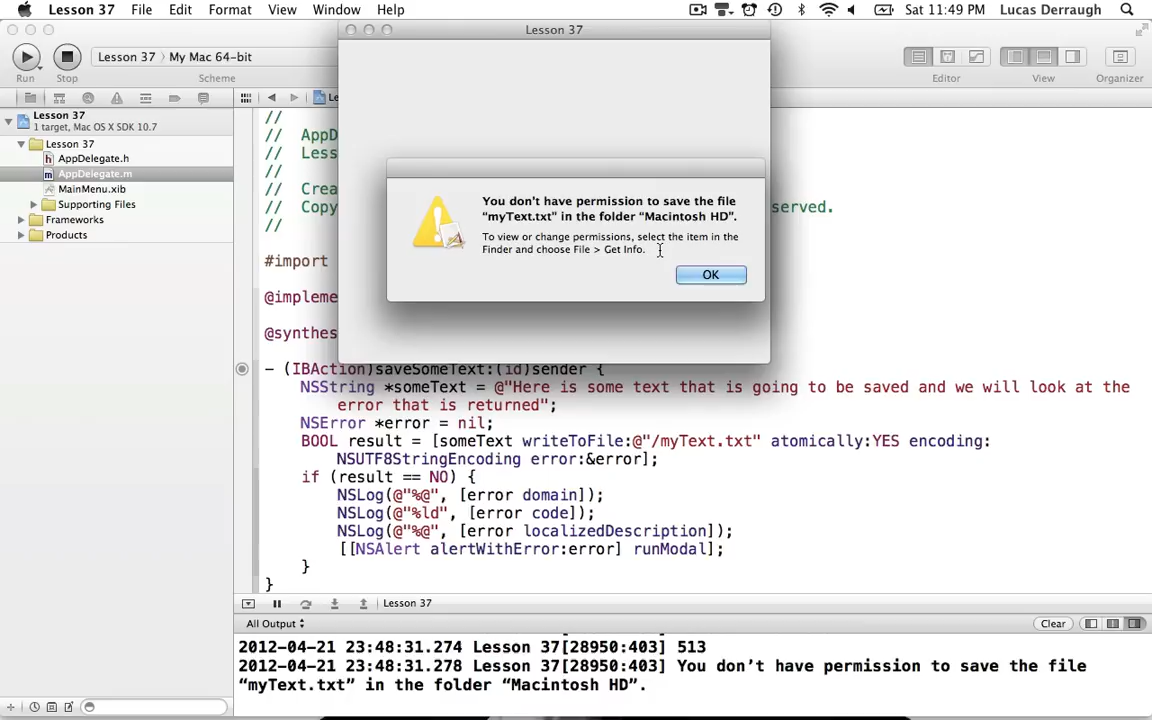 Lesson 37 File Edit Format View Window Help Sat 11:49 PM Lucas Derraugh
Lesson 37
Lesson 37 My Mac 64-bit
Run Stop Scheme Editor View Organizer
Lesson 37
1 target, Mac OS X SDK 10.7
Lesson 37
AppDelegate.h
AppDelegate.m
MainMenu.xib
Supporting Files
Frameworks
Products
Le
//
// AppD
// Less
//
// Crea
// Copy served.
//
#import
@impleme
@synthes
You don't have permission to save the file
“myText.txt” in the folder “Macintosh HD”.
To view or change permissions, select the item in the
Finder and choose File > Get Info.
OK
- (IBAction)saveSomeText:(id)sender {
NSString *someText = @"Here is some text that is going to be saved and we will look at the
error that is returned";
NSError *error = nil;
BOOL result = [someText writeToFile:@"/myText.txt" atomically:YES encoding:
NSUTF8StringEncoding error:&error];
if (result == NO) {
NSLog(@"%@", [error domain]);
NSLog(@"%ld", [error code]);
NSLog(@"%@", [error localizedDescription]);
[[NSAlert alertWithError:error] runModal];
}
}
Lesson 37
All Output Clear
2012-04-21 23:48:31.274 Lesson 37[28950:403] 513
2012-04-21 23:48:31.278 Lesson 37[28950:403] You don’t have permission to save the file
“myText.txt” in the folder “Macintosh HD”.